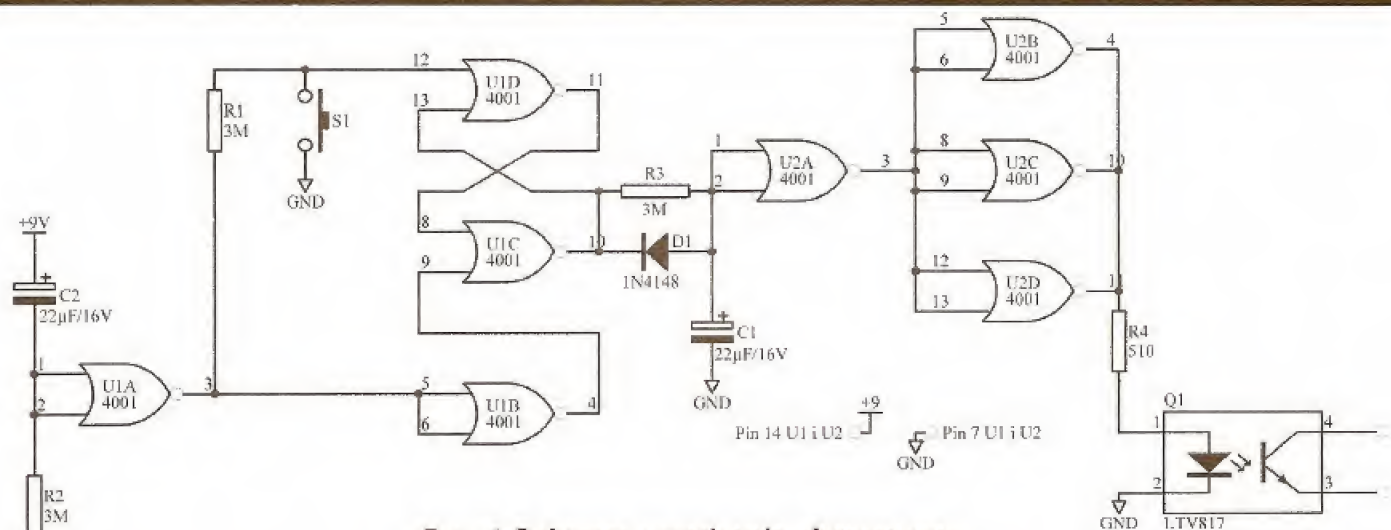 5
6
U2B
4001
4
12
13
U1D
4001
11
R1
3M
S1
GND
8
9
U2C
4001
10
1
2
U2A
4001
3
R3
3M
8
9
U1C
4001
10
D1
1N4148
12
13
U2D
4001
11
+9V
+
C2
22µF/16V
+
C1
22µF/16V
GND
R4
510
1
2
U1A
4001
3
5
6
U1B
4001
4
+9
Pin 14 U1 i U2
Pin 7 U1 i U2
GND
Q1
1
2
4
3
GND
LTV817
R2
3M